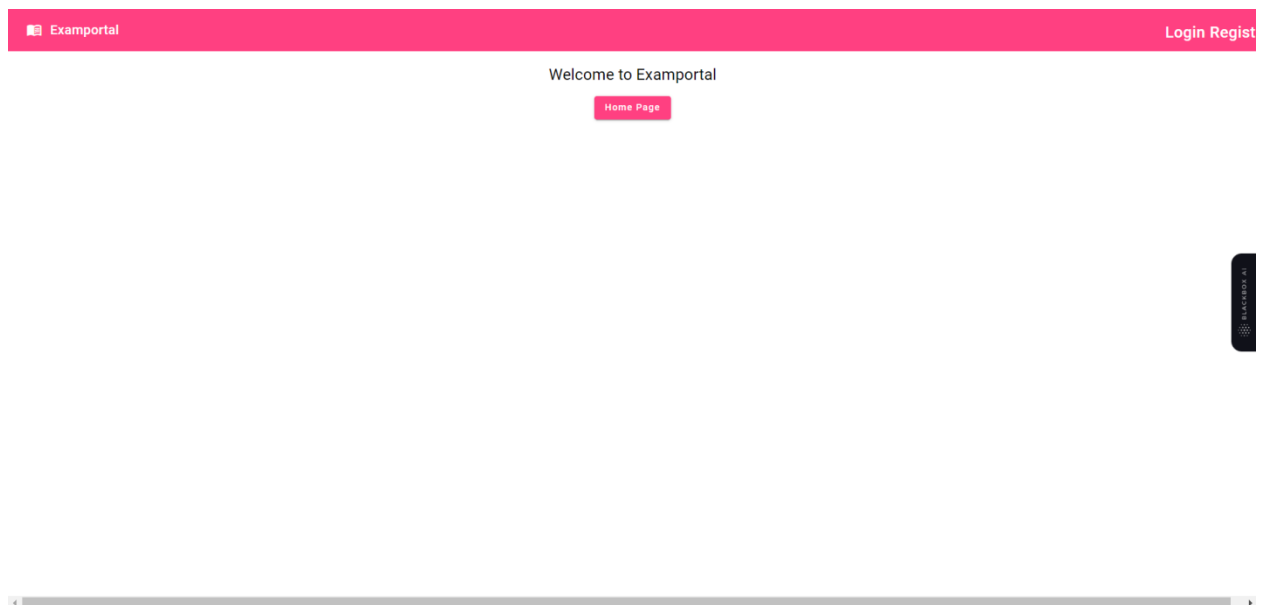 Examportal
Login Regist
Welcome to Examportal
Home Page
BLACKBOX AI